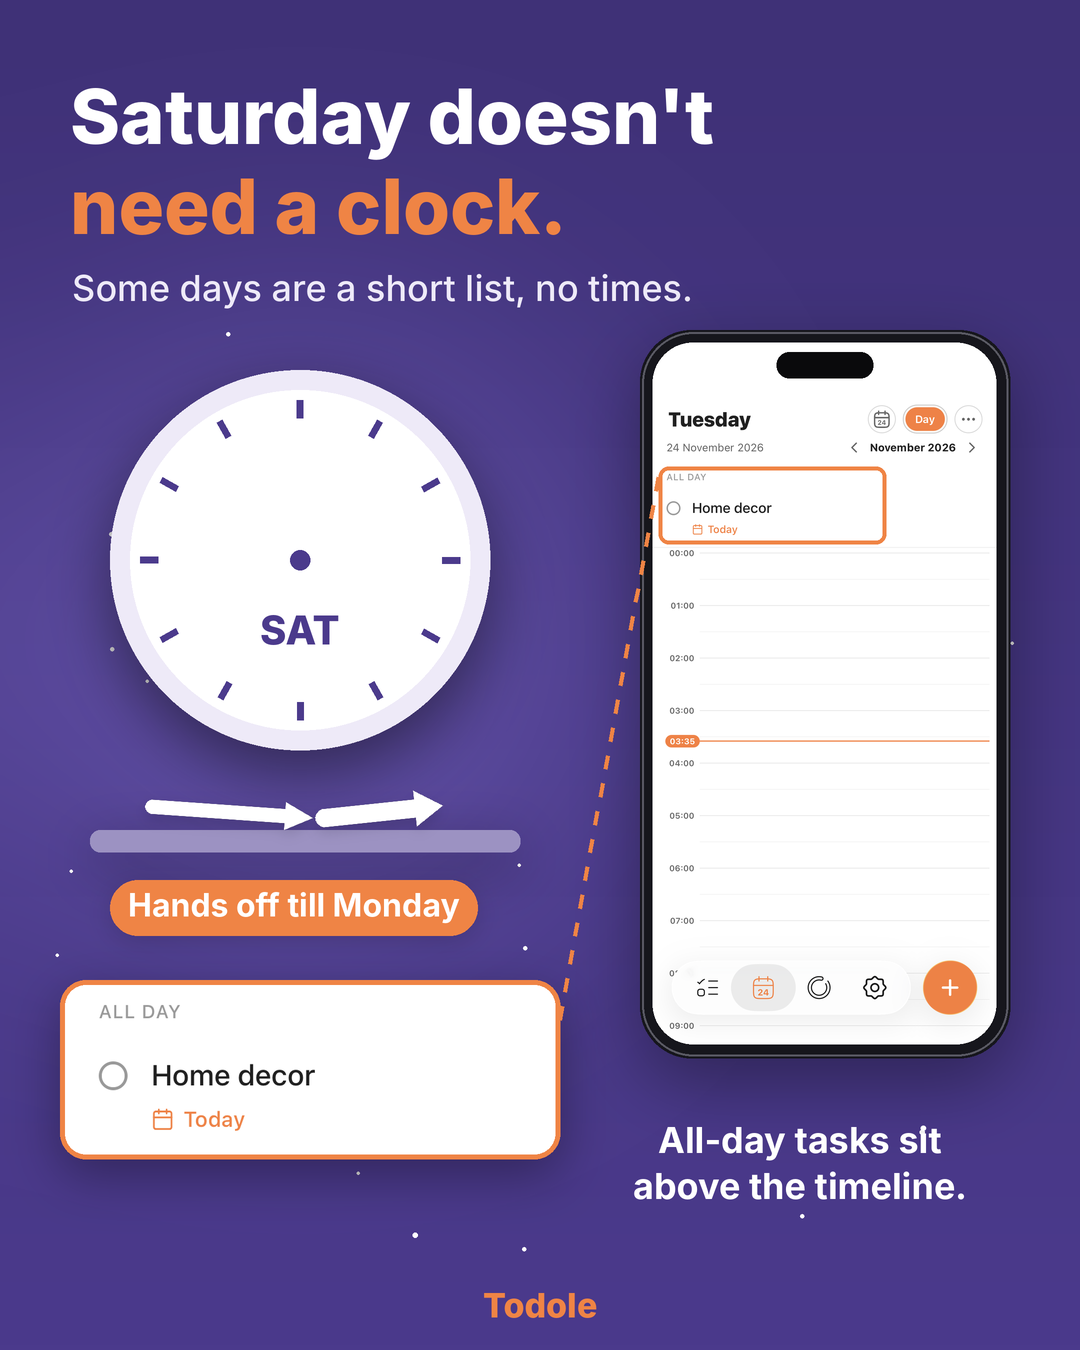 Saturday doesn't
need a clock.
Some days are a short list, no times.
SAT
Hands off till Monday
ALL DAY
Home decor
Today
Tuesday
24
Day
24 November 2026
November 2026
ALL DAY
Home decor
Today
00:00
01:00
02:00
03:00
03:35
04:00
05:00
06:00
07:00
24
09:00
All-day tasks sit
above the timeline.
Todole